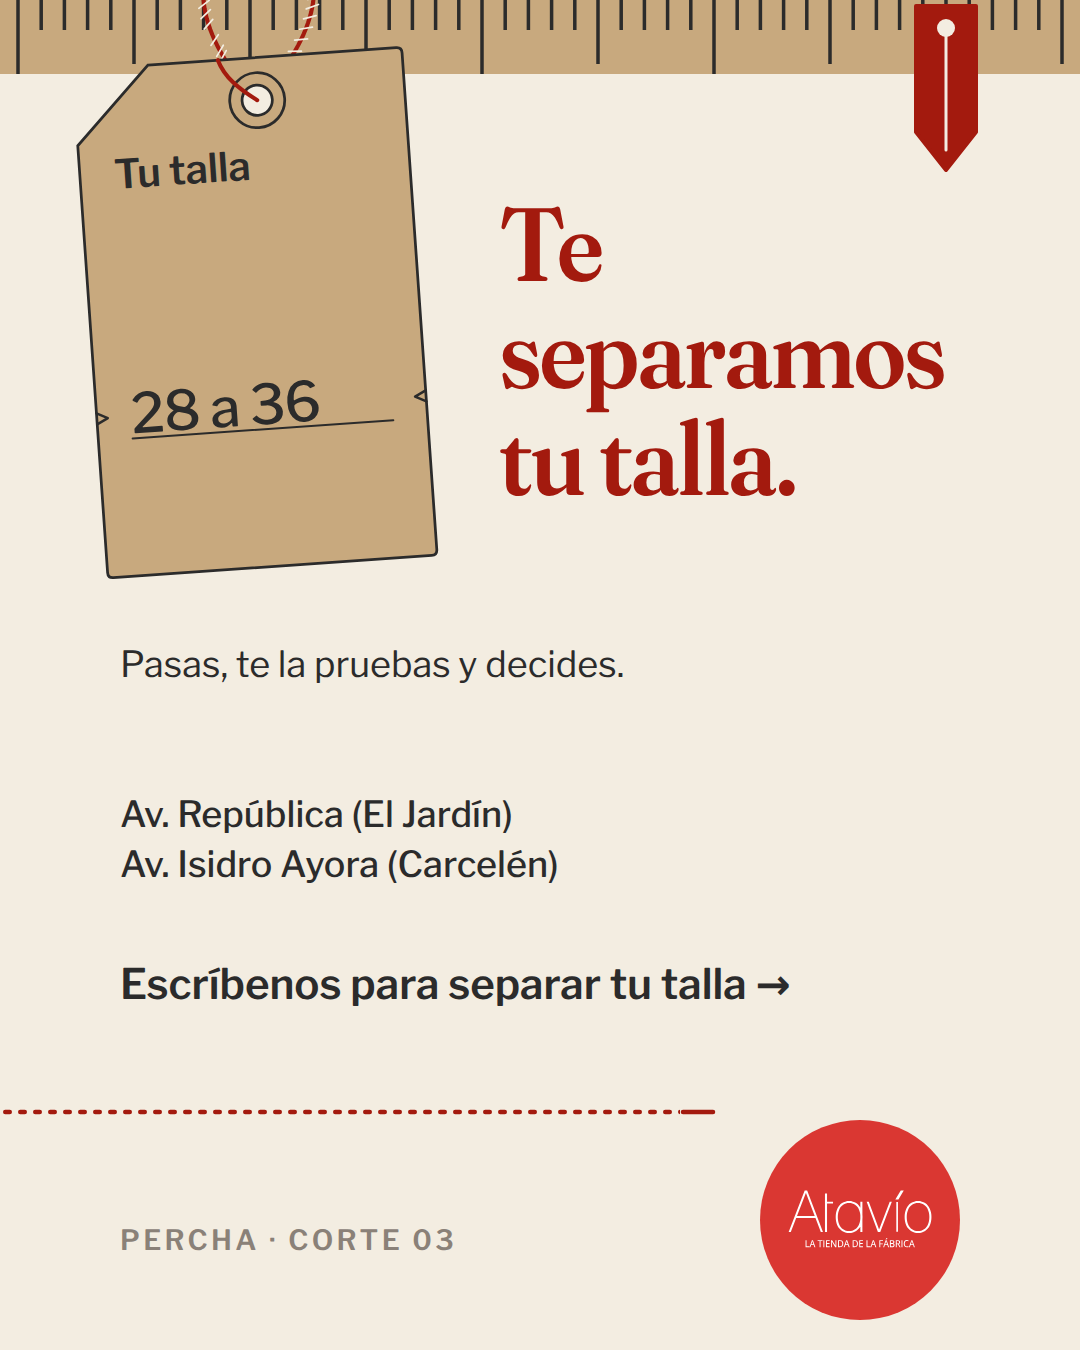 Tu talla
28 a 36
Te
separamos
tu talla.
Pasas, te la pruebas y decides.
Av. República (El Jardín)
Av. Isidro Ayora (Carcelén)
Escríbenos para separar tu talla →
PERCHA · CORTE 03
Atavío
LA TIENDA DE LA FÁBRICA